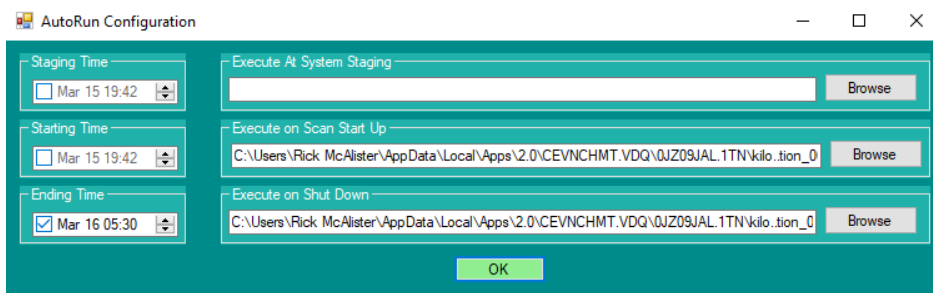 AutoRun Configuration
Staging Time
Execute At System Staging
Mar 15 19:42
Browse
Starting Time
Execute on Scan Start Up
Mar 15 19:42
C:\Users\Rick McAlister\AppData\Local\Apps\2.0\CEVNCHMT.VDQ\0JZ09JAL.1TN\kilo..tion_0
Browse
Ending Time
Execute on Shut Down
Mar 16 05:30
C:\Users\Rick McAlister\AppData\Local\Apps\2.0\CEVNCHMT.VDQ\0JZ09JAL.1TN\kilo..tion_0
Browse
OK